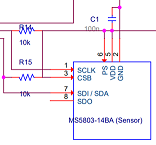 R14
C1
100n
10k
6
5
2
R15
1
SCLK
PS
VDD
GND
3
CSB
10k
7
SDI / SDA
8
SDO
MS5803-14BA (Sensor)